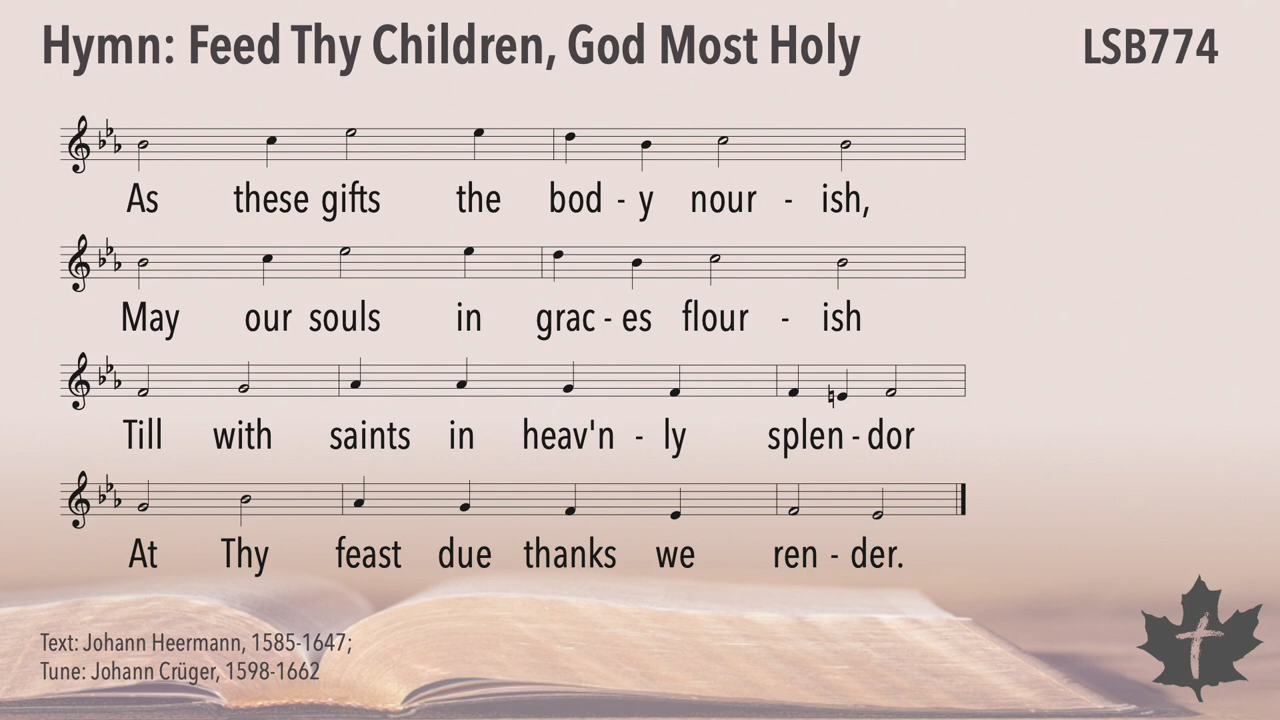 Hymn: Feed Thy Children, God Most Holy
LSB774
As these gifts the bod - y nour - ish,
May our souls in grac - es flour - ish
Till with saints in heav'n - ly splen - dor
At Thy feast due thanks we ren - der.
Text: Johann Heermann, 1585-1647;
Tune: Johann Crüger, 1598-1662